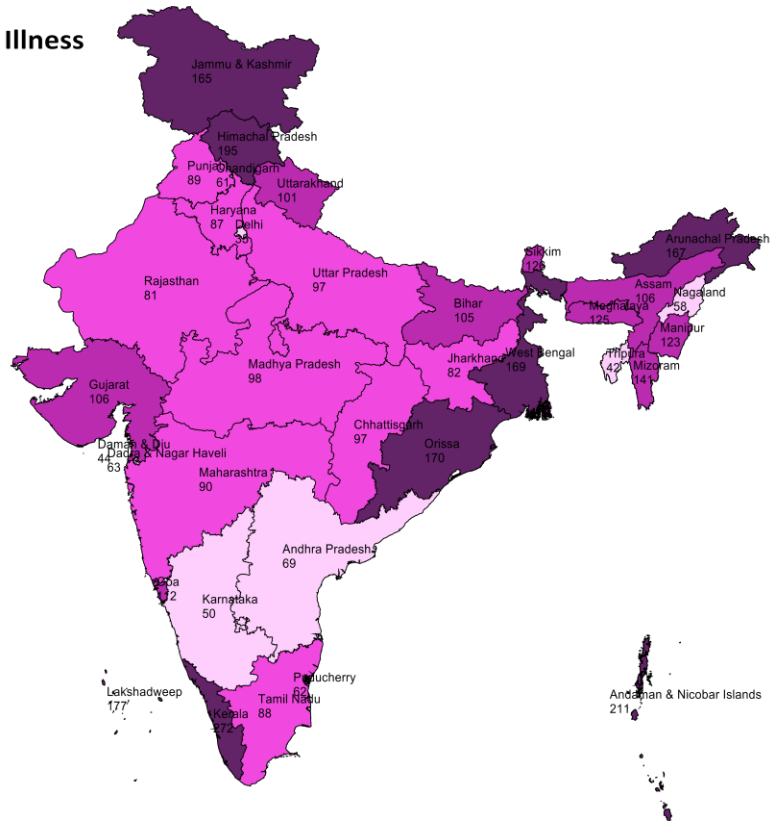 Illness
Jammu & Kashmir
165
Himachal Pradesh
195
Punjab
89
Chandigarh
61
Uttarakhand
101
Haryana
87
Delhi
35
Rajasthan
81
Uttar Pradesh
97
Sikkim
126
Arunachal Pradesh
167
Assam
106
Nagaland
58
Meghalaya
125
Manipur
123
Tripura
42
Mizoram
141
Bihar
105
Jharkhand
82
West Bengal
169
Gujarat
106
Madhya Pradesh
98
Chhattisgarh
97
Orissa
170
Daman & Diu
44
Dadra & Nagar Haveli
63
Maharashtra
90
Andhra Pradesh
69
Goa
112
Karnataka
50
Puducherry
62
Lakshadweep
177
Tamil Nadu
88
Kerala
272
Andaman & Nicobar Islands
211